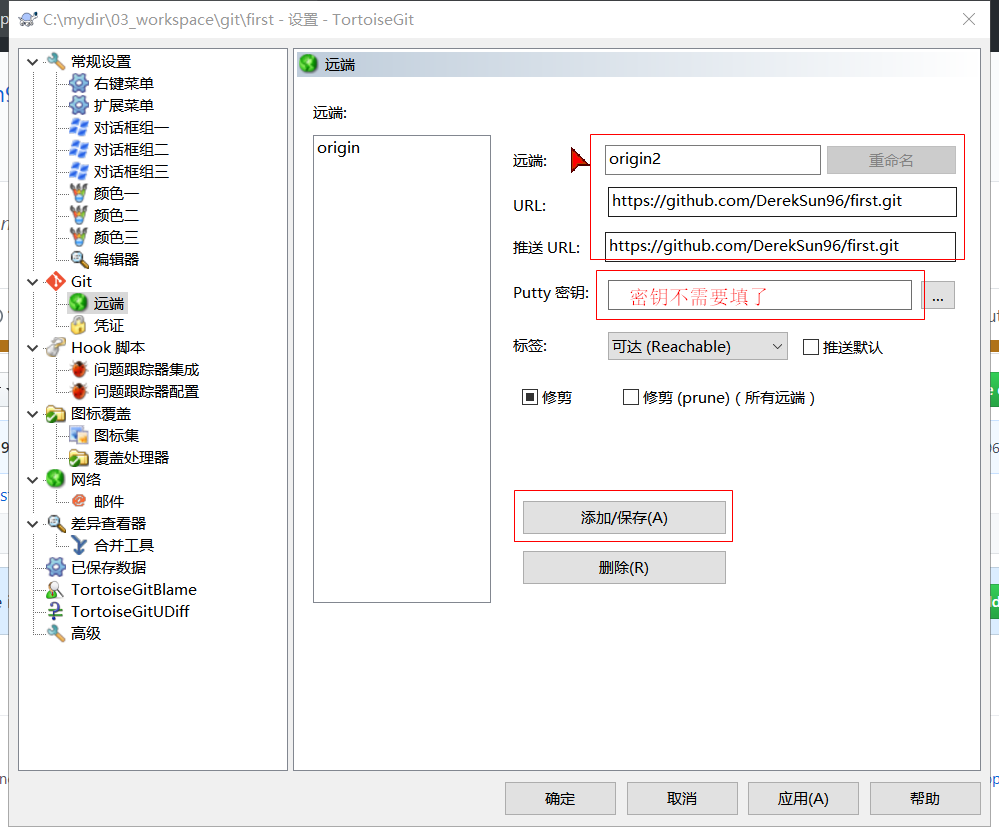 C:\mydir\03_workspace\git\first - 设置 - TortoiseGit
常规设置
右键菜单
扩展菜单
对话框组一
对话框组二
对话框组三
颜色一
颜色二
颜色三
编辑器
Git
远端
凭证
Hook 脚本
问题跟踪器集成
问题跟踪器配置
图标覆盖
图标集
覆盖处理器
网络
邮件
差异查看器
合并工具
已保存数据
TortoiseGitBlame
TortoiseGitUDiff
高级
远端
远端:
origin
远端: origin2 重命名
URL: https://github.com/DerekSun96/first.git
推送 URL: https://github.com/DerekSun96/first.git
Putty 密钥: 密钥不需要填了 ...
标签: 可达 (Reachable) 推送默认
修剪 修剪 (prune) ( 所有远端 )
添加/保存(A)
删除(R)
确定 取消 应用(A) 帮助